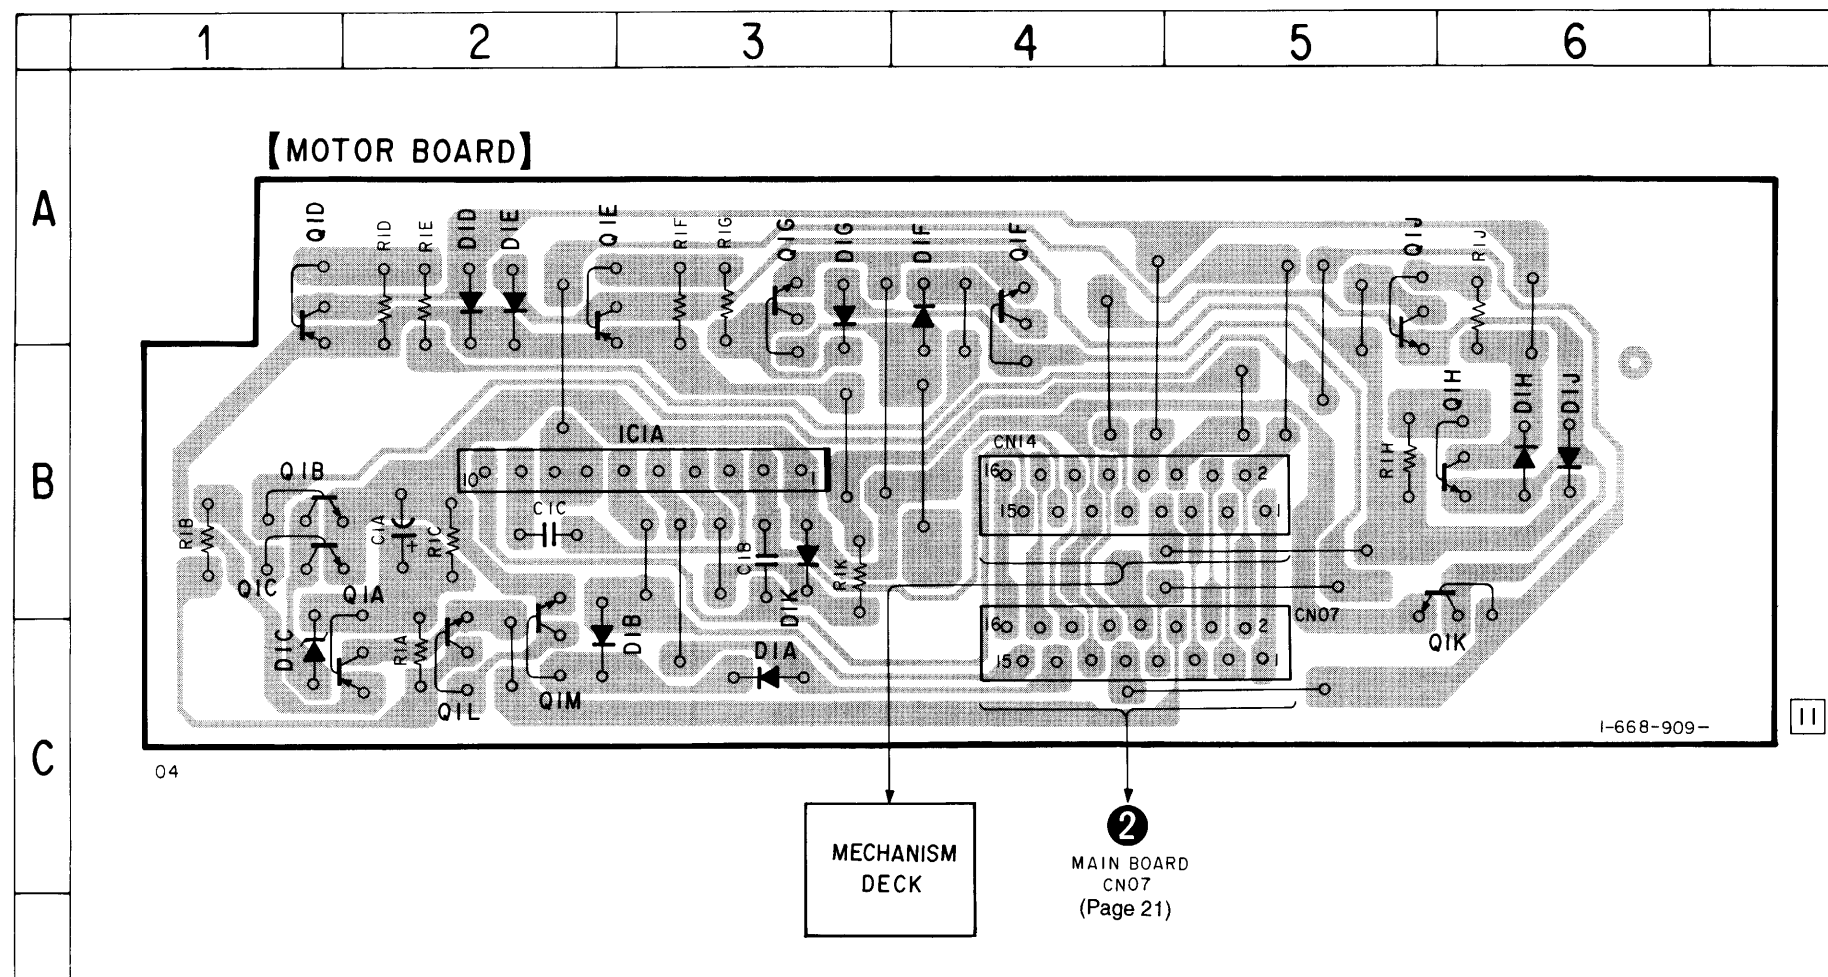 1 2 3 4 5 6
【MOTOR BOARD】
A
Q1D R1D R1E D1D D1E Q1E R1F R1G Q1G D1G D1F Q1F Q1J R1J
B
IC1A
10 1
CN14
16 2
15 1
Q1B R1B C1A + R1C C1C C1B D1K R1K R1H Q1H D1H D1J
Q1C Q1A
CN07
16 2
15 1
D1C R1A D1B D1A Q1K
Q1L Q1M
1-668-909-
11
C
04
MECHANISM
DECK
2
MAIN BOARD
CN07
(Page 21)